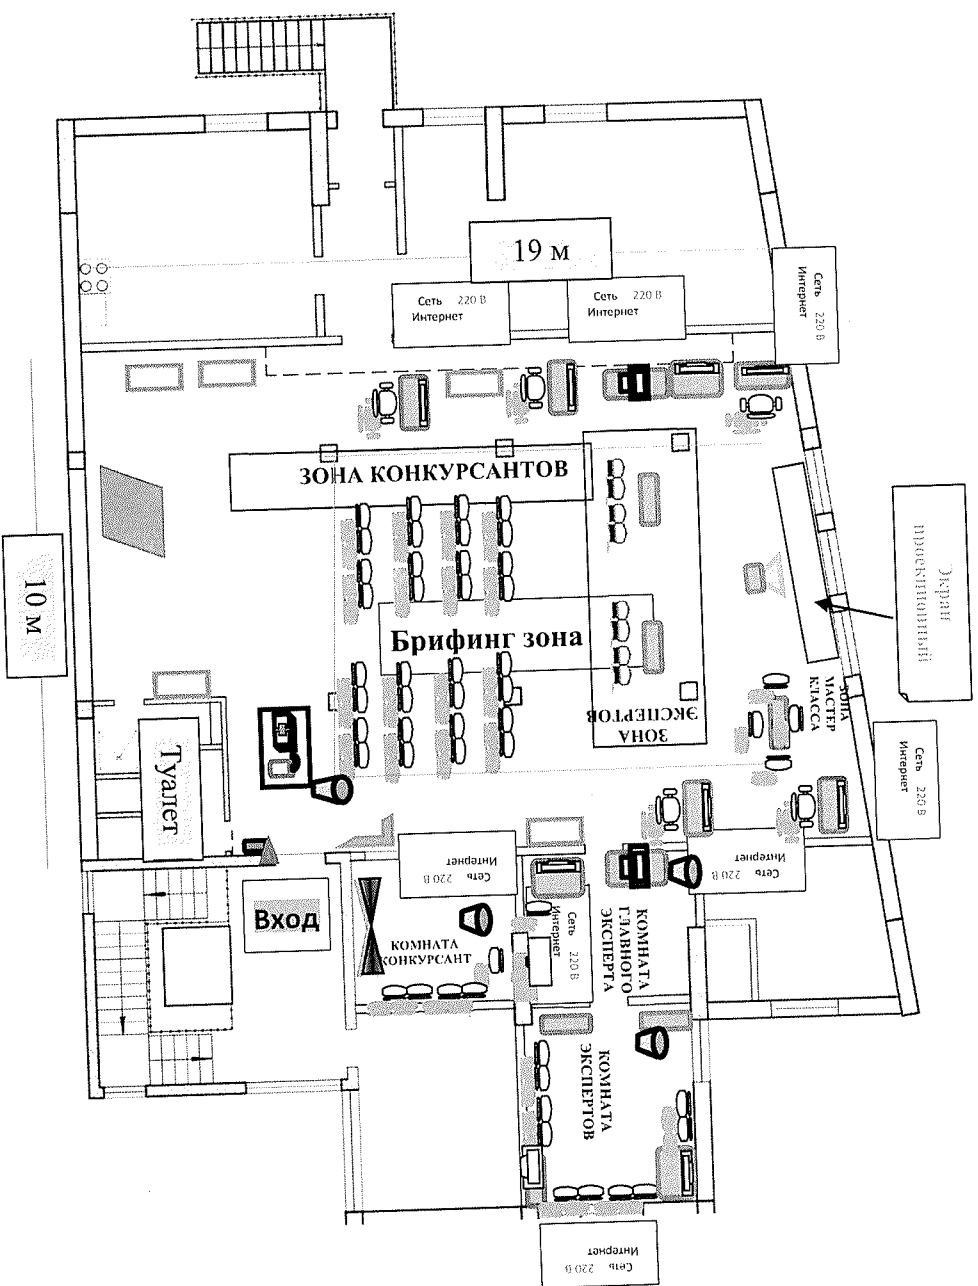 19 м
Сеть 220 В
Интернет
Сеть 220 В
Интернет
Сеть 220 В
Интернет
ЗОНА КОНКУРСАНТОВ
Экран
проекционный
10 м
Брифинг зона
ЗОНА
ЭКСПЕРТОВ
ЗОНА
МАСТЕР
КЛАССА
Сеть 220 В
Интернет
Туалет
Сеть 220 В
Интернет
Сеть 220 В
Интернет
Вход
КОМНАТА
КОНКУРСАНТ
Сеть 220 В
Интернет
КОМНАТА
ГЛАВНОГО
ЭКСПЕРТА
КОМНАТА
ЭКСПЕРТОВ
Сеть 220 В
Интернет